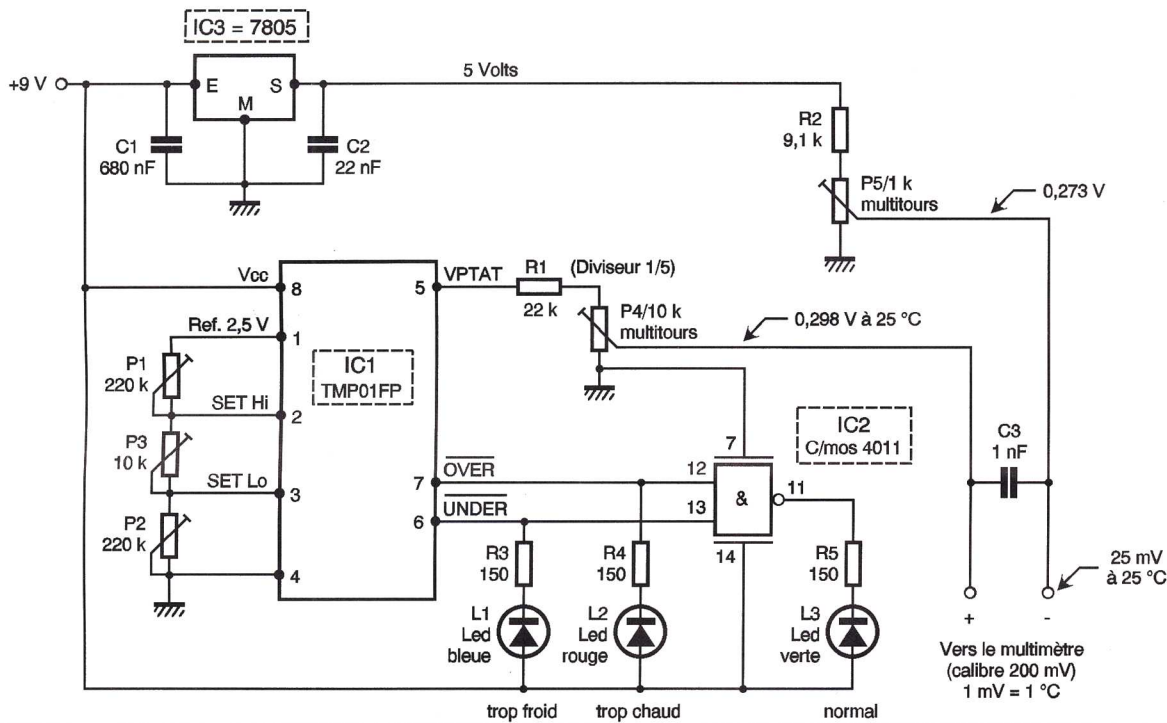 IC3 = 7805
+9 V
E
S
M
5 Volts
C1
680 nF
C2
22 nF
R2
9,1 k
P5/1 k
multitours
0,273 V
Vcc
8
5
VPTAT
R1
22 k
(Diviseur 1/5)
P4/10 k
multitours
0,298 V à 25 °C
Ref. 2,5 V
1
IC1
TMP01FP
P1
220 k
SET Hi
2
P3
10 k
SET Lo
3
P2
220 k
4
OVER
7
UNDER
6
IC2
C/mos 4011
7
12
13
&
11
14
C3
1 nF
R3
150
R4
150
R5
150
L1
Led
bleue
L2
Led
rouge
L3
Led
verte
25 mV
à 25 °C
+
-
Vers le multimètre
(calibre 200 mV)
1 mV = 1 °C
trop froid
trop chaud
normal